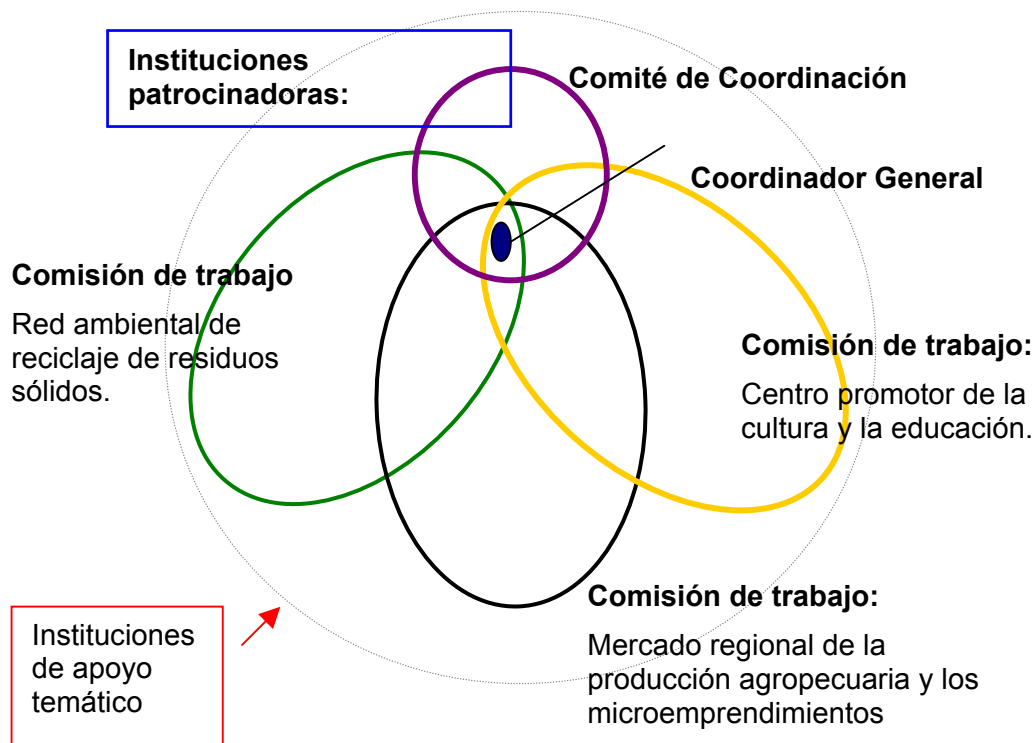 Instituciones
patrocinadoras:
Comité de Coordinación
Coordinador General
Comisión de trabajo
Red ambiental de
reciclaje de residuos
sólidos.
Comisión de trabajo:
Centro promotor de la
cultura y la educación.
Comisión de trabajo:
Mercado regional de la
producción agropecuaria y los
microemprendimientos
Instituciones
de apoyo
temático